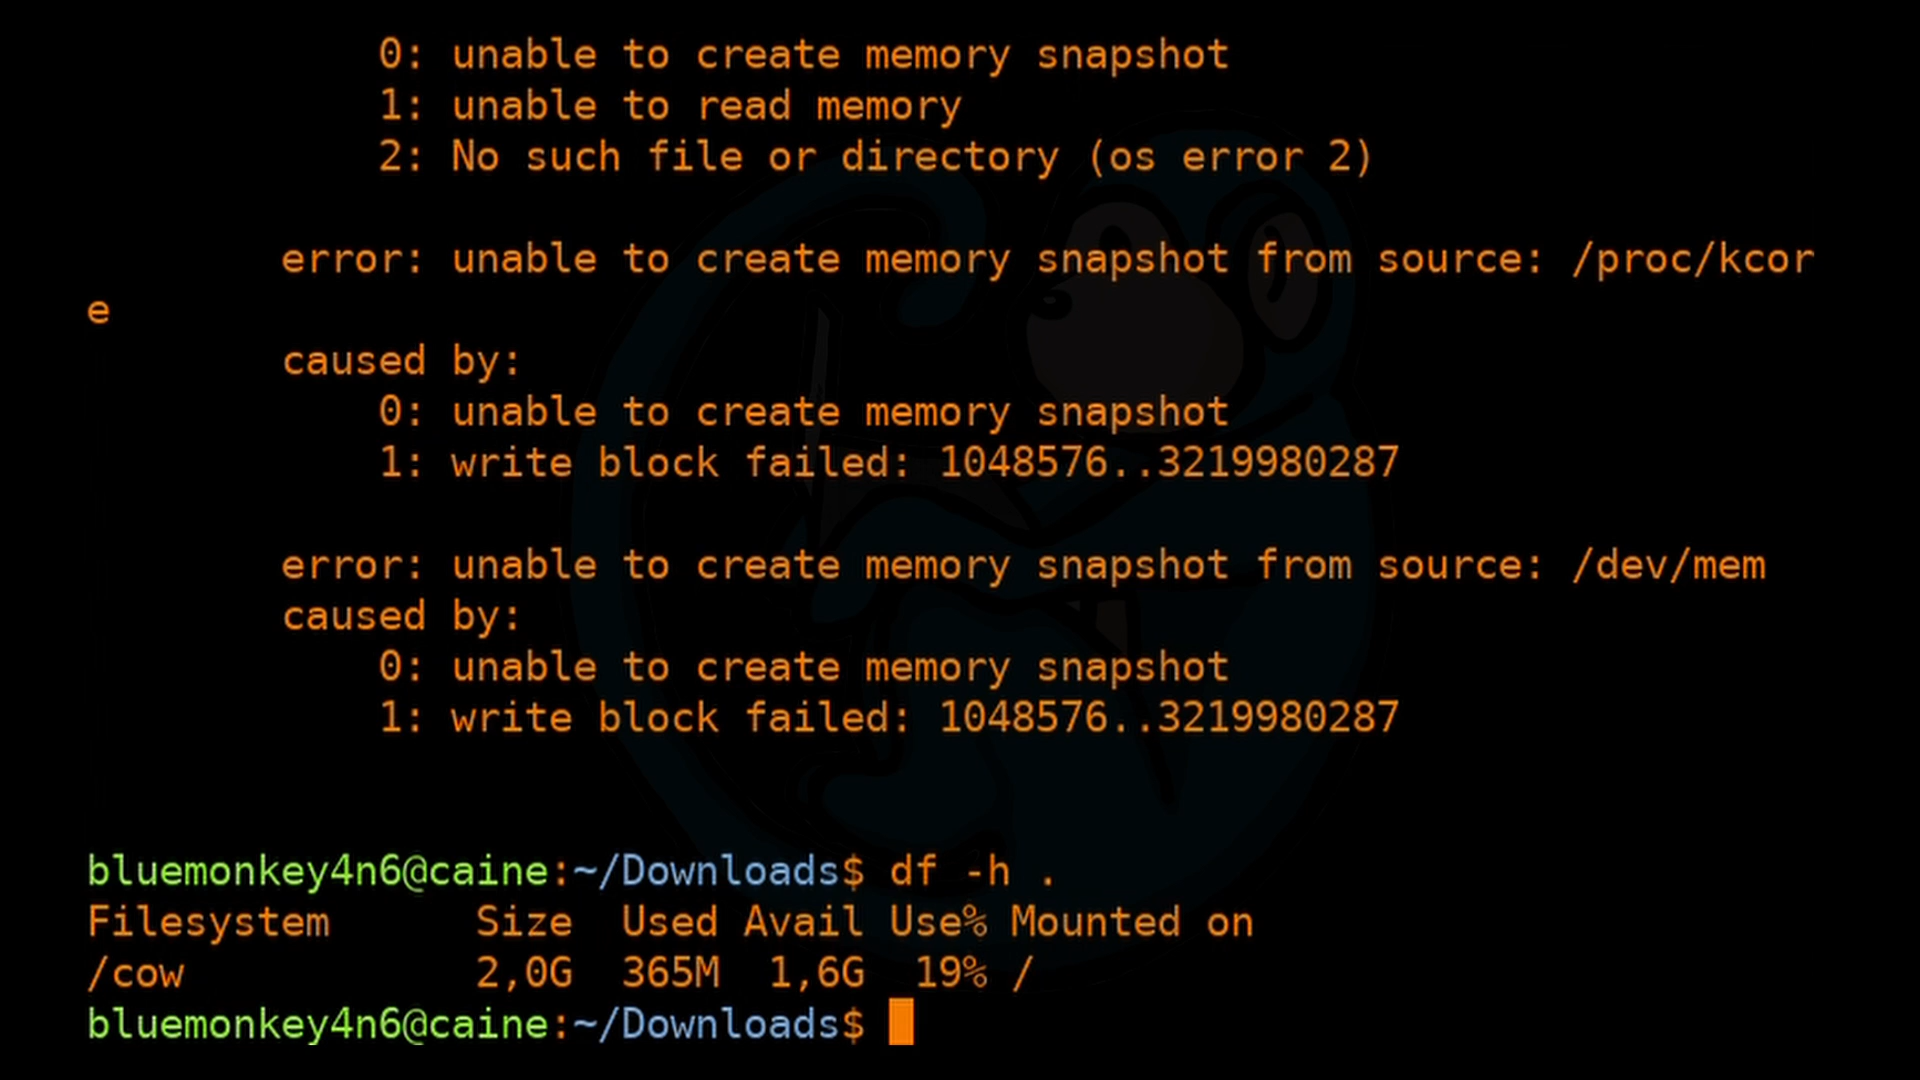 0: unable to create memory snapshot
1: unable to read memory
2: No such file or directory (os error 2)
error: unable to create memory snapshot from source: /proc/kcor
e
caused by:
0: unable to create memory snapshot
1: write block failed: 1048576..3219980287
error: unable to create memory snapshot from source: /dev/mem
caused by:
0: unable to create memory snapshot
1: write block failed: 1048576..3219980287
bluemonkey4n6@caine:~/Downloads$ df -h .
Filesystem Size Used Avail Use% Mounted on
/cow 2,0G 365M 1,6G 19% /
bluemonkey4n6@caine:~/Downloads$